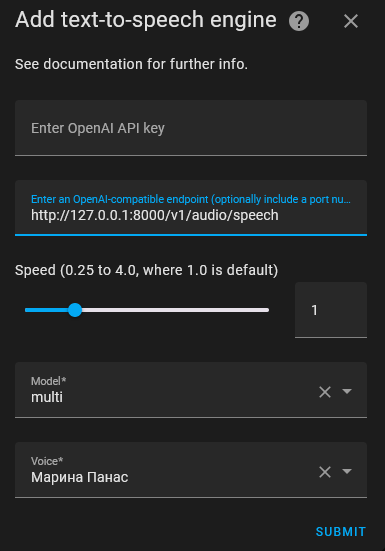 Add text-to-speech engine
See documentation for further info.
Enter OpenAI API key
Enter an OpenAI-compatible endpoint (optionally include a port nu...
http://127.0.0.1:8000/v1/audio/speech
Speed (0.25 to 4.0, where 1.0 is default)
1
Model*
multi
Voice*
Марина Панас
SUBMIT